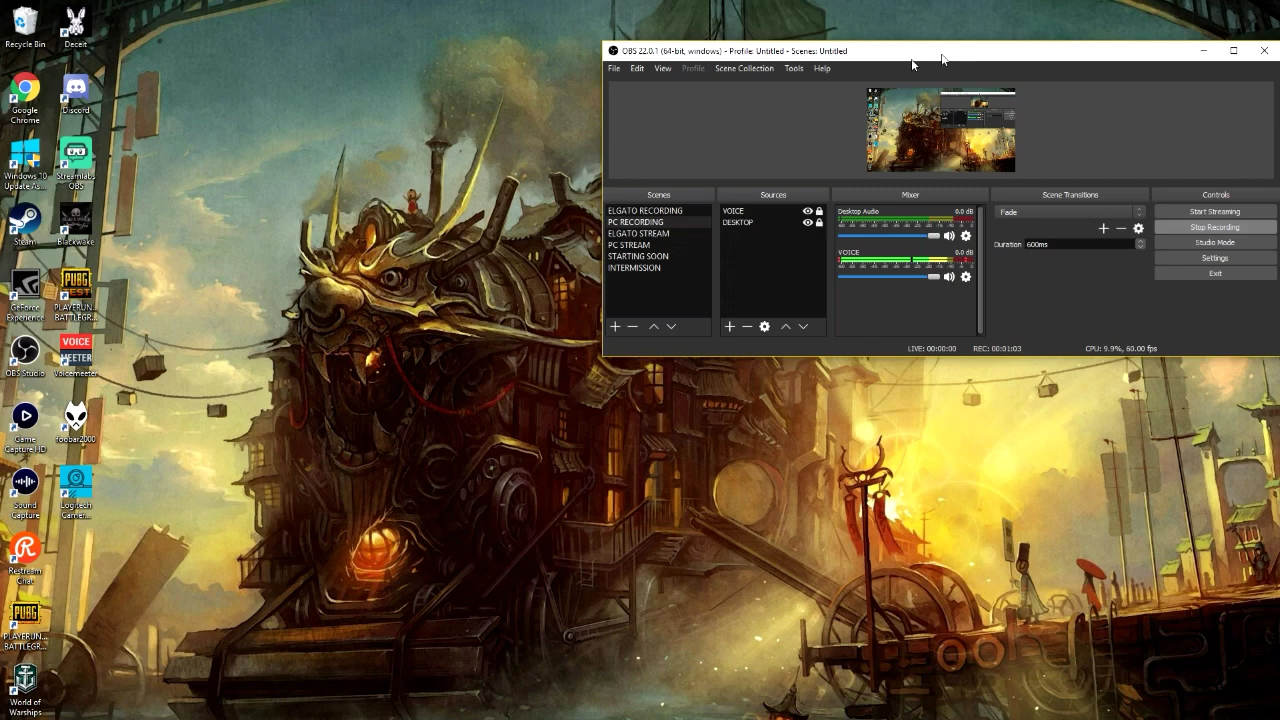 Recycle Bin
Deceit
Google
Chrome
Discord
Windows 10
Update As...
Streamlabs
OBS
Steam
Blackwake
GeForce
Experience
PUBG
PLAYERUN...
BATTLEGR...
OBS Studio
VOICE
MEETER
Voicemeeter
Game
Capture HD
foobar2000
Sound
Capture
Logitech
Gamer...
Restream
Chat
PUBG
PLAYERUN...
BATTLEGR...
World of
Warships
OBS 22.0.1 (64-bit, windows) - Profile: Untitled - Scenes: Untitled
File Edit View Profile Scene Collection Tools Help
Scenes
ELGATO RECORDING
PC RECORDING
ELGATO STREAM
PC STREAM
STARTING SOON
INTERMISSION
Sources
VOICE
DESKTOP
Mixer
Desktop Audio 0.0 dB
VOICE 0.0 dB
Scene Transitions
Fade
Duration 600ms
Controls
Start Streaming
Stop Recording
Studio Mode
Settings
Exit
LIVE: 00:00:00 REC: 00:01:03 CPU: 9.9%, 60.00 fps